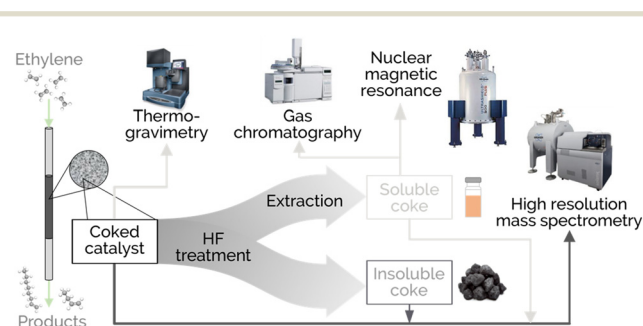 Ethylene
Thermo-
gravimetry
Gas
chromatography
Nuclear
magnetic
resonance
High resolution
mass spectrometry
Coked
catalyst
HF
treatment
Extraction
Soluble
coke
Insoluble
coke
Products